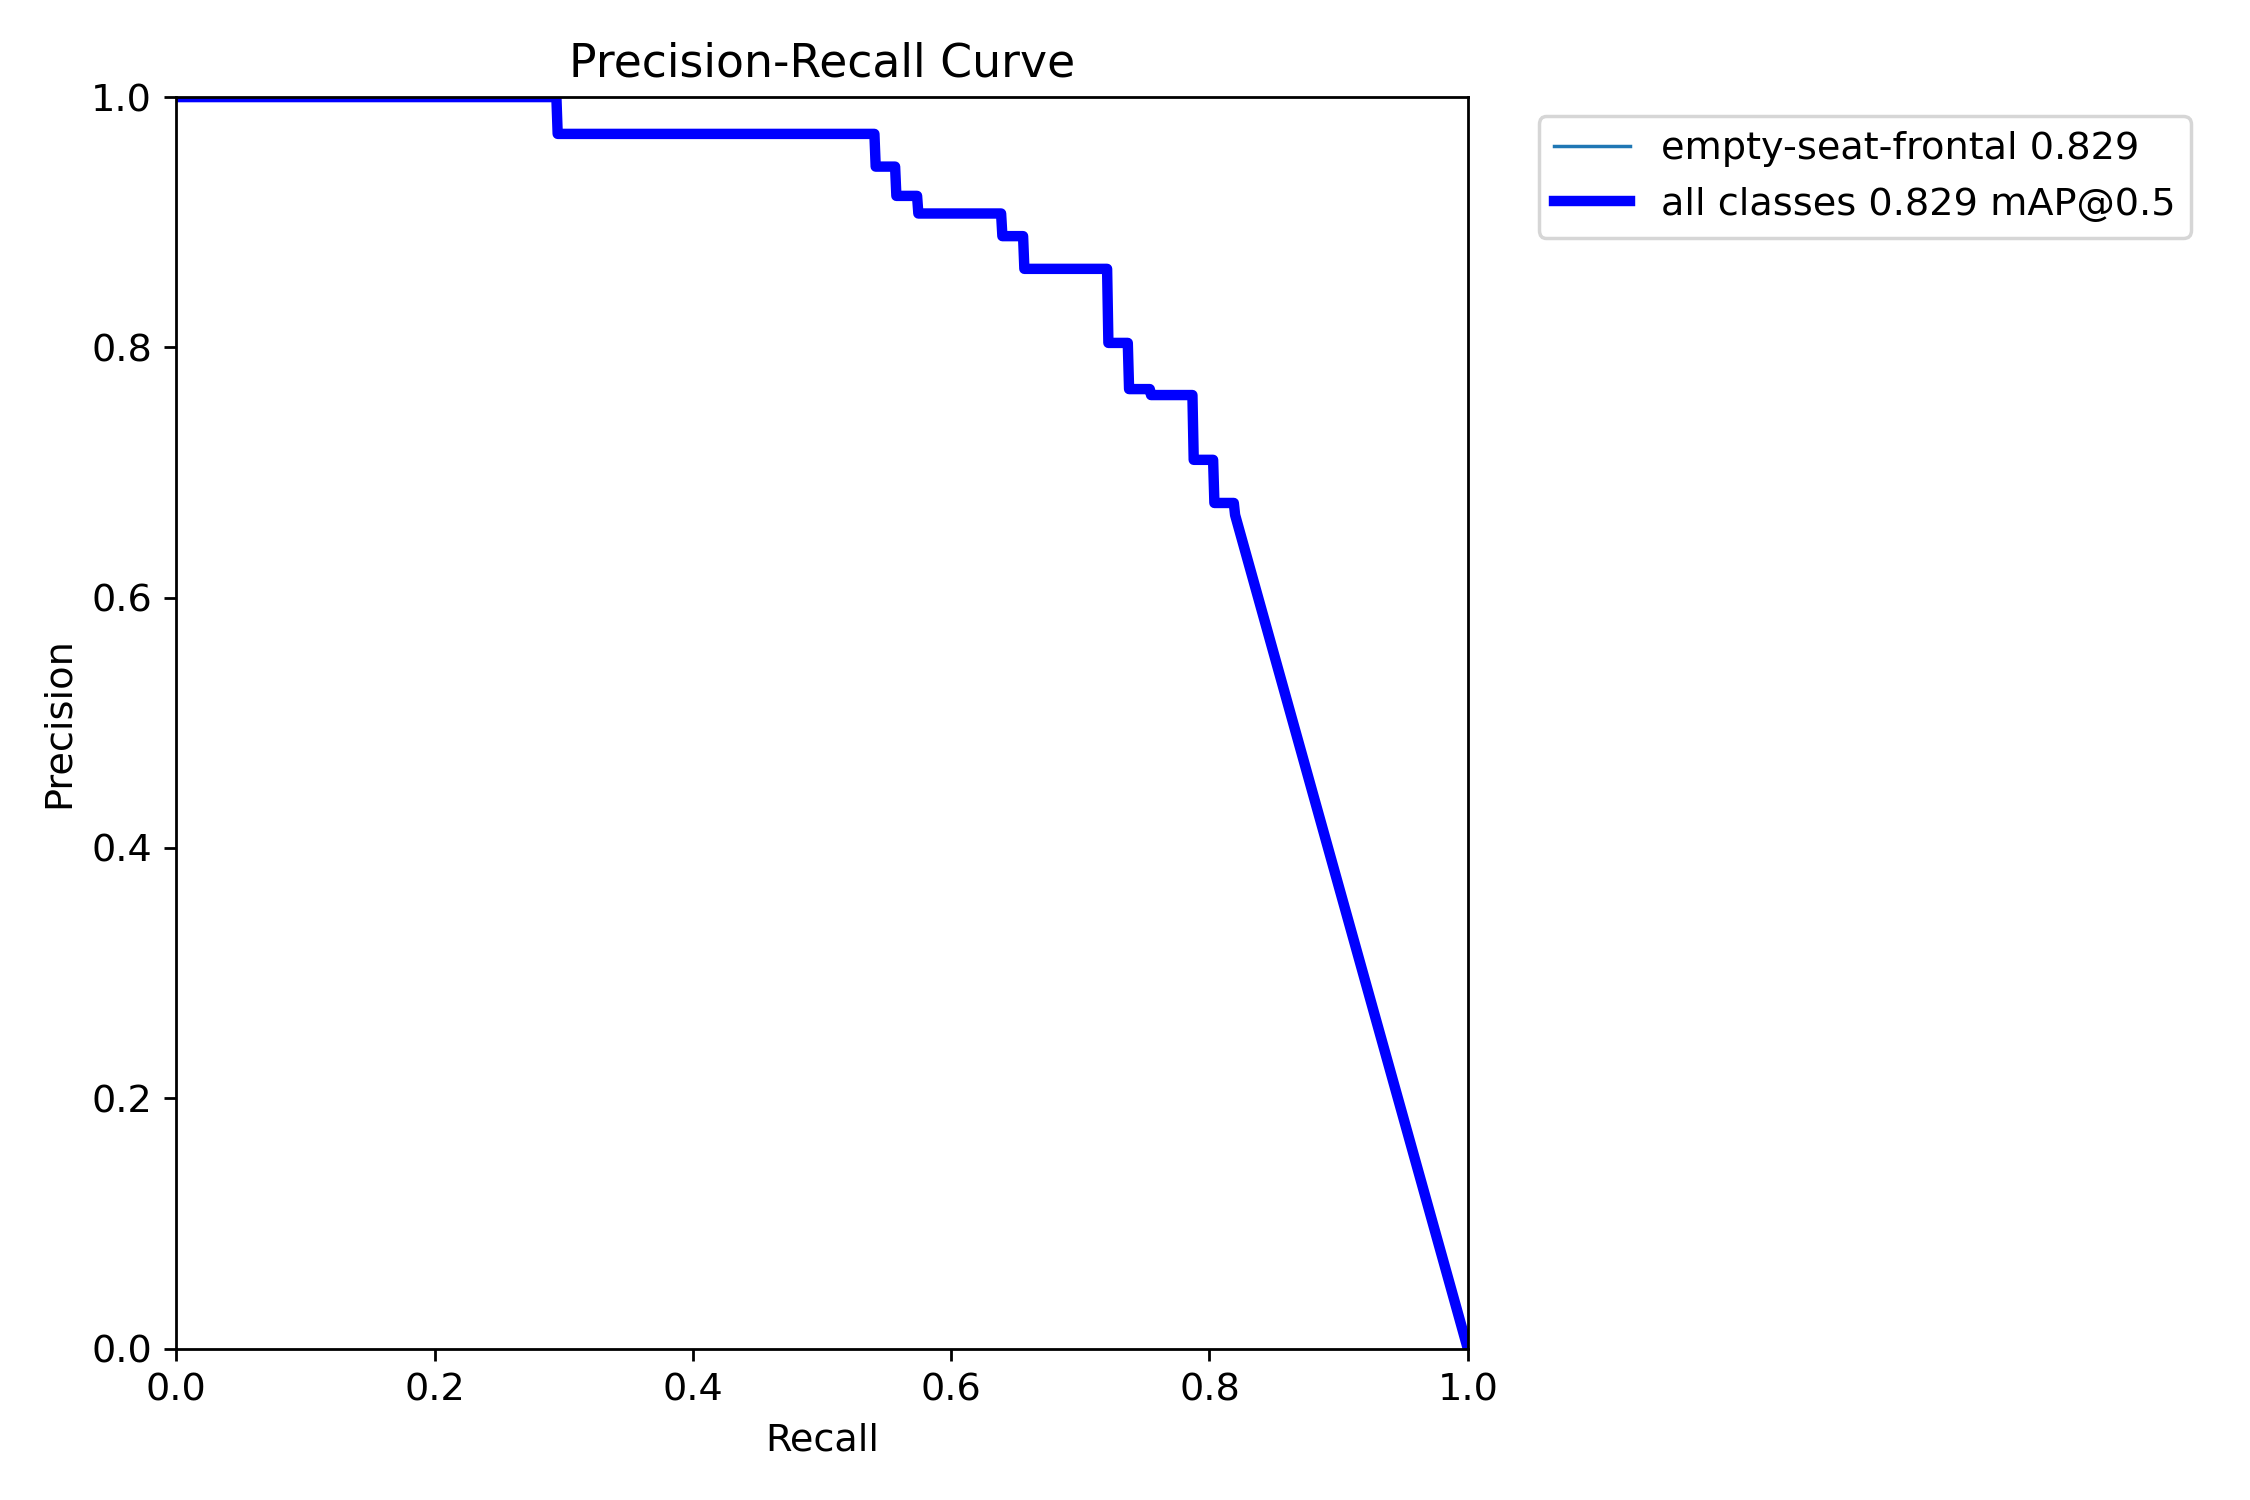 Precision-Recall Curve
1.0
0.8
0.6
0.4
0.2
0.0
Precision
0.0 0.2 0.4 0.6 0.8 1.0
Recall
empty-seat-frontal 0.829
all classes 0.829 mAP@0.5